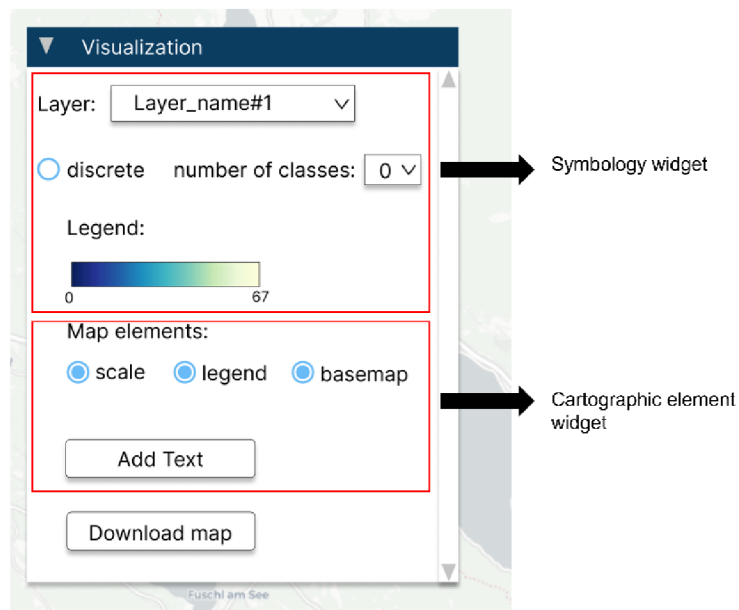 Visualization
Layer: Layer_name#1
discrete number of classes: 0
Symbology widget
Legend:
0 67
Map elements:
scale legend basemap
Cartographic element
widget
Add Text
Download map
Fuschl am See